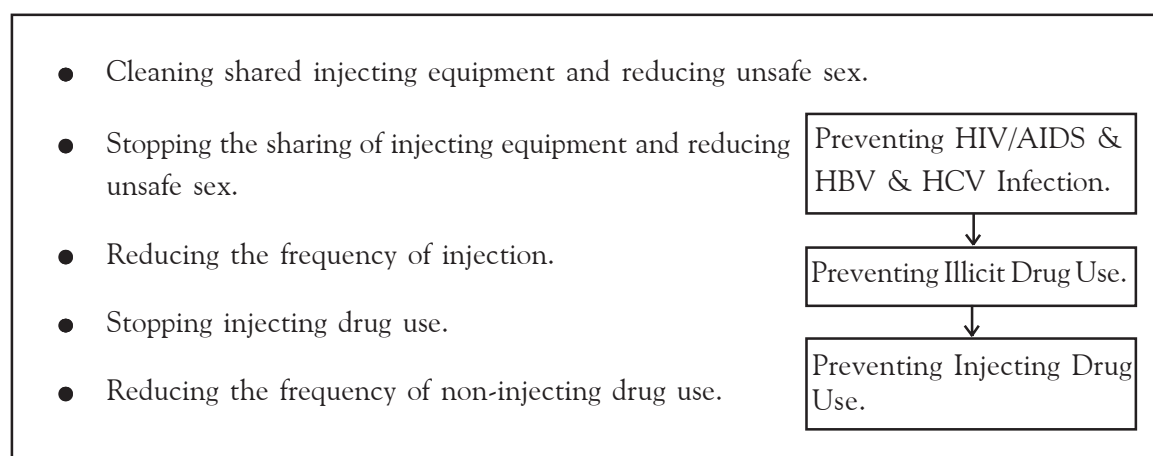 ● Cleaning shared injecting equipment and reducing unsafe sex.
● Stopping the sharing of injecting equipment and reducing
unsafe sex.
● Reducing the frequency of injection.
● Stopping injecting drug use.
● Reducing the frequency of non-injecting drug use.
Preventing HIV/AIDS &
HBV & HCV Infection.
Preventing Illicit Drug Use.
Preventing Injecting Drug
Use.